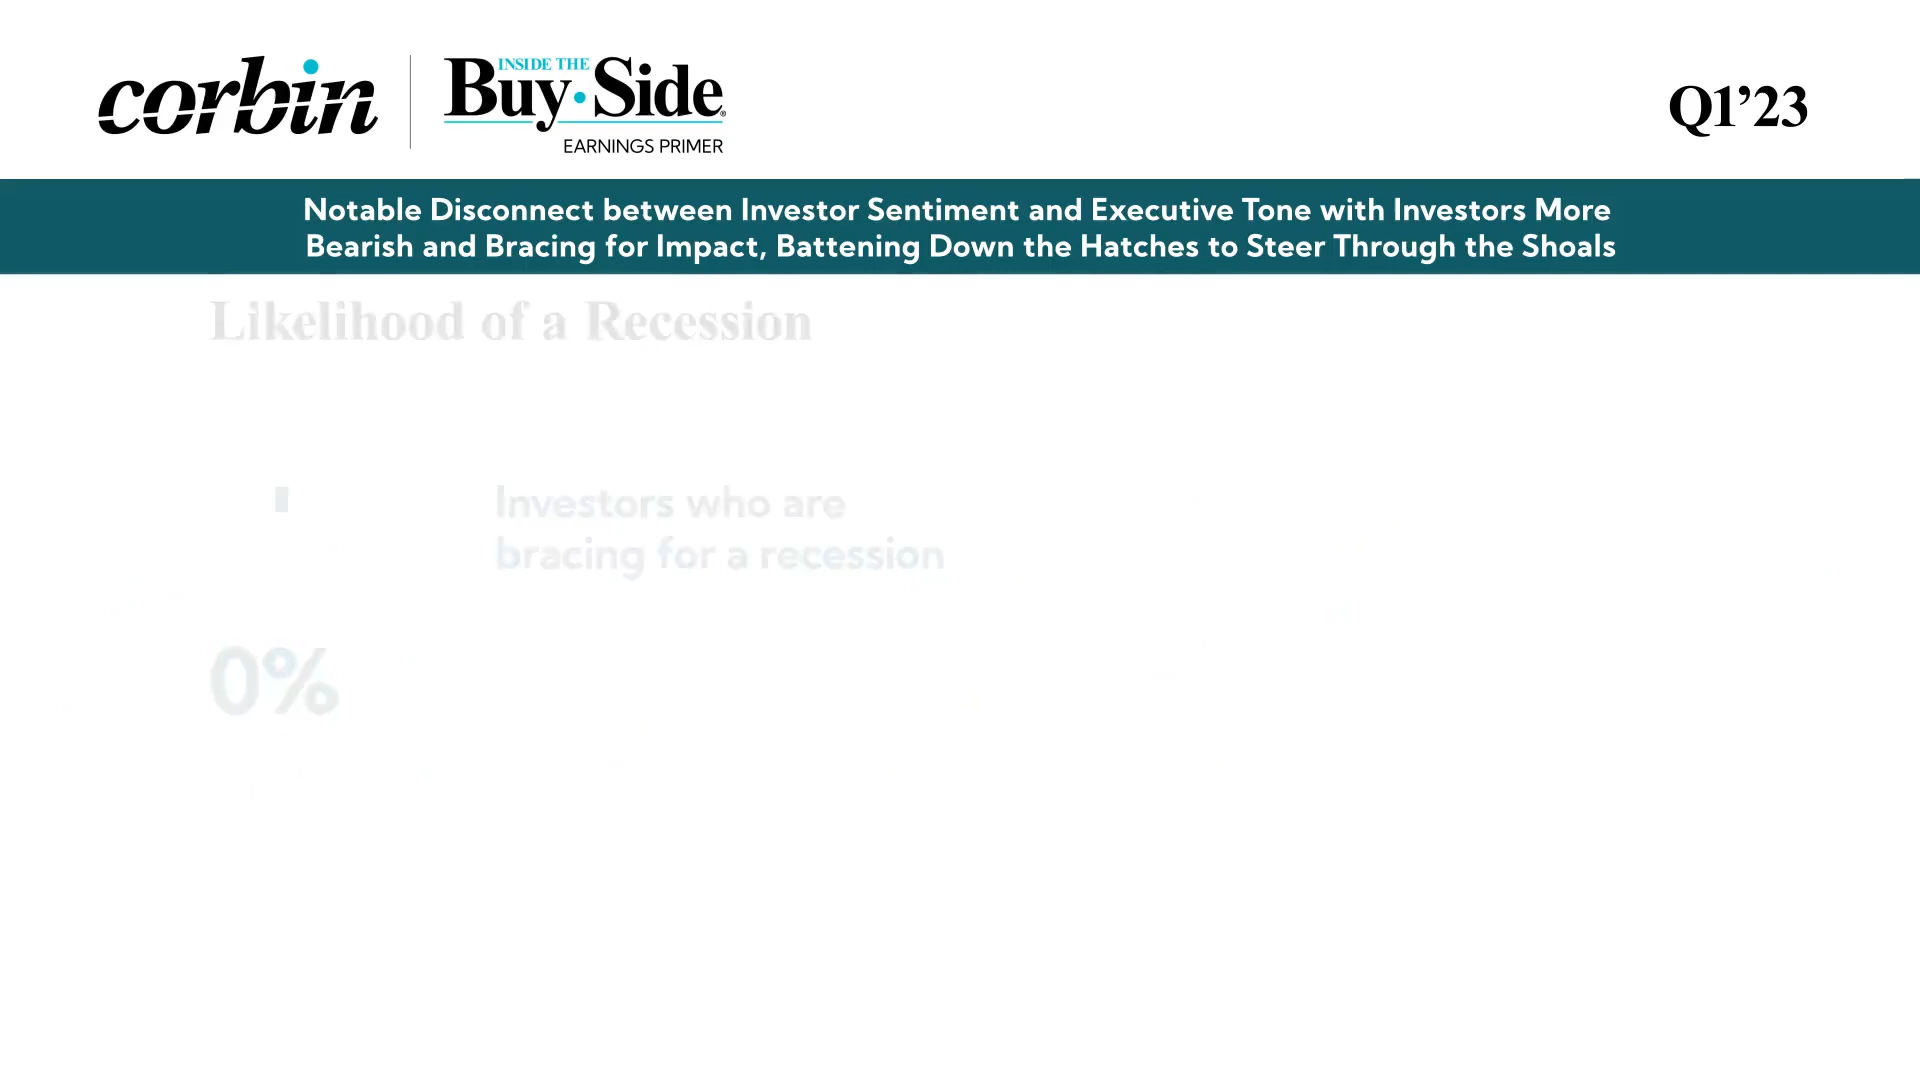 corbin
INSIDE THE
Buy·Side®
EARNINGS PRIMER
Q1’23
Notable Disconnect between Investor Sentiment and Executive Tone with Investors More
Bearish and Bracing for Impact, Battening Down the Hatches to Steer Through the Shoals
Likelihood of a Recession
Investors who are
bracing for a recession
0%